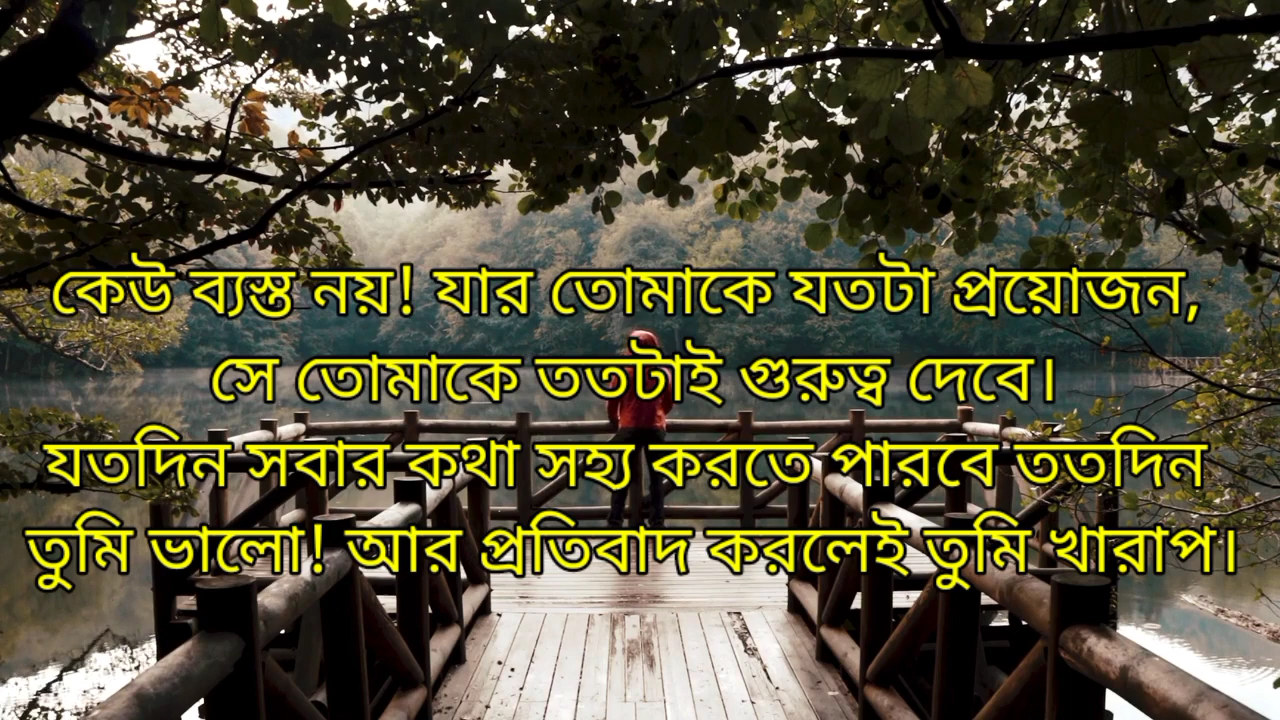 কেউ ব্যস্ত নয়! যার তোমাকে যতটা প্রয়োজন,
সে তোমাকে ততটাই গুরুত্ব দেবে।
যতদিন সবার কথা সহ্য করতে পারবে ততদিন
তুমি ভালো! আর প্রতিবাদ করলেই তুমি খারাপ।